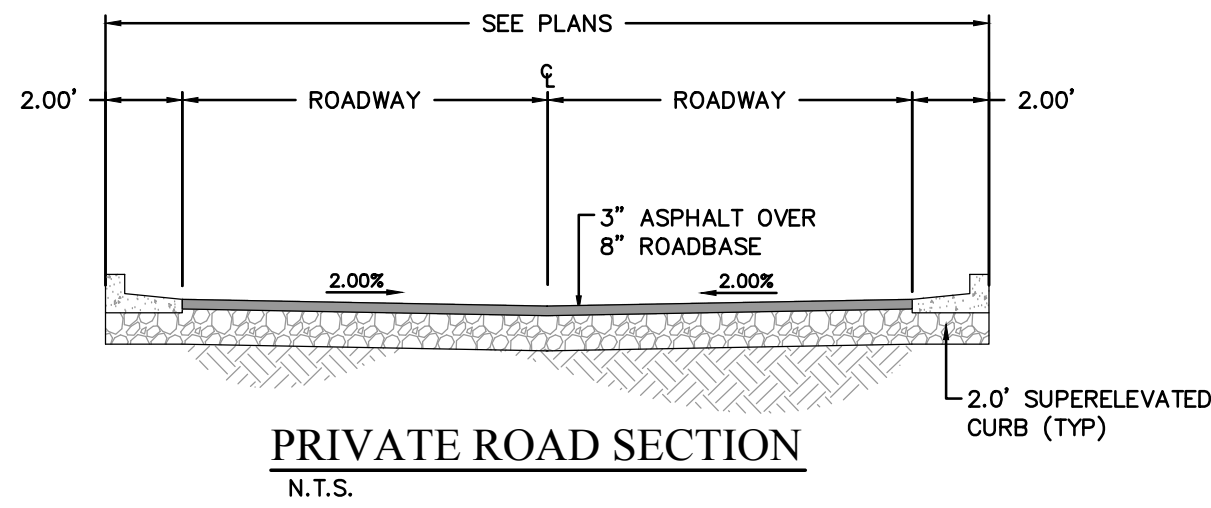 SEE PLANS
℄
2.00' ROADWAY ROADWAY 2.00'
3" ASPHALT OVER
8" ROADBASE
2.00% 2.00%
2.0' SUPERELEVATED
CURB (TYP)
PRIVATE ROAD SECTION
N.T.S.